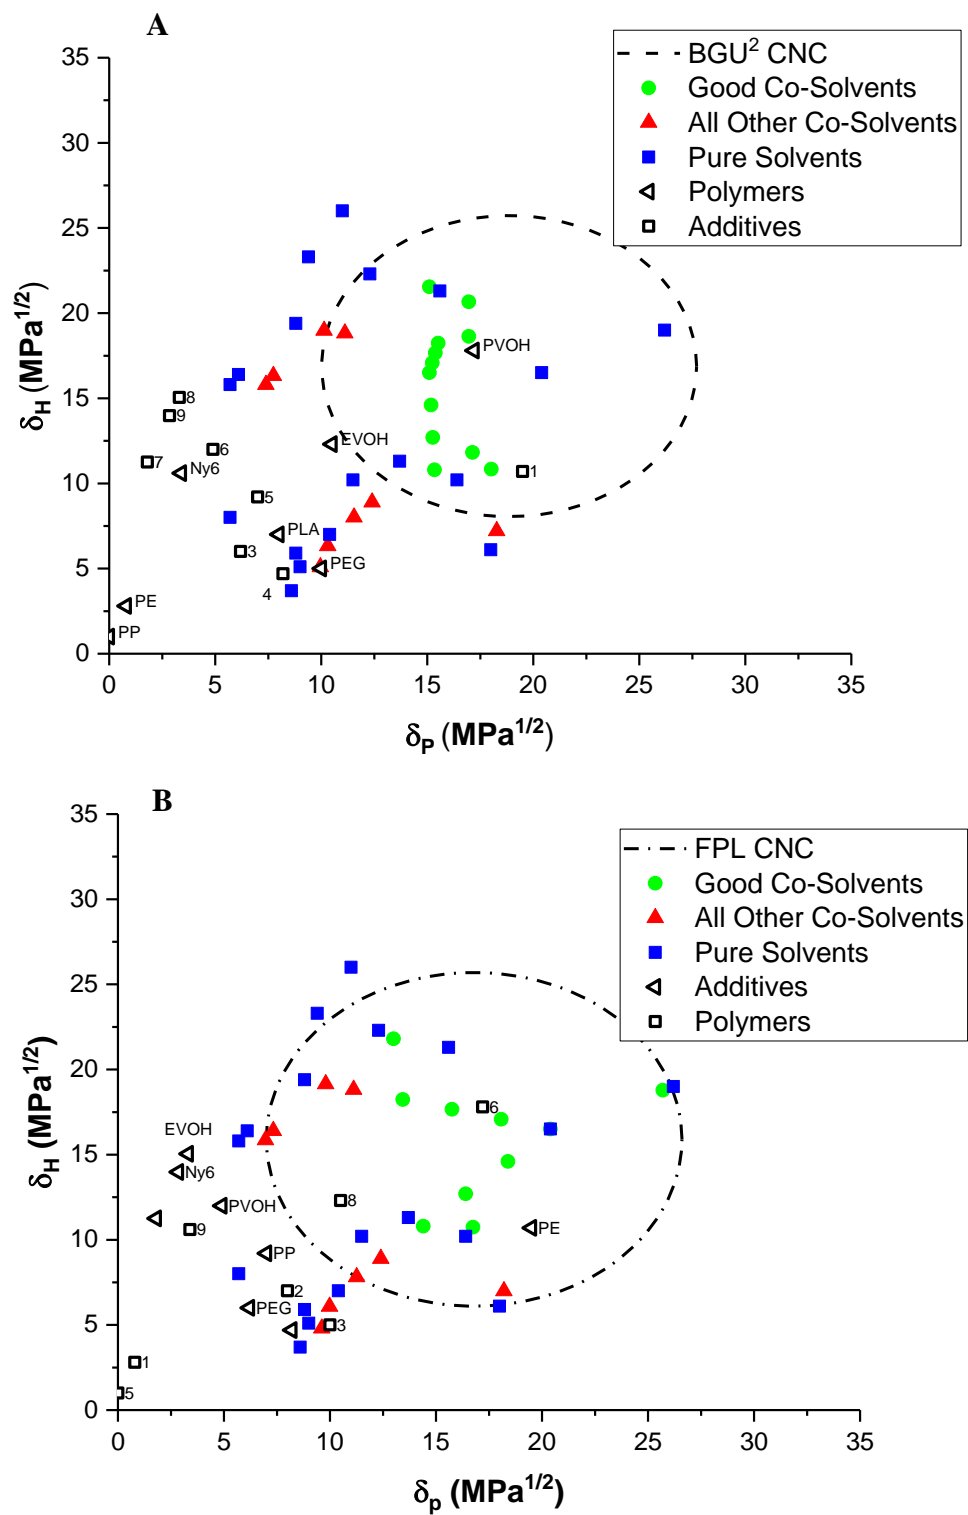 A
BGU² CNC
Good Co-Solvents
All Other Co-Solvents
Pure Solvents
Polymers
Additives
35
30
25
20
15
10
5
0
δH (MPa1/2)
PVOH
EVOH
8
9
6
7
Ny6
1
5
PLA
3
PEG
4
PE
PP
0 5 10 15 20 25 30 35
δP (MPa1/2)
B
FPL CNC
Good Co-Solvents
All Other Co-Solvents
Pure Solvents
Additives
Polymers
35
30
25
20
15
10
5
0
δH (MPa1/2)
6
EVOH
Ny6
PVOH
8
9
PE
PP
2
PEG
3
1
5
0 5 10 15 20 25 30 35
δp (MPa1/2)